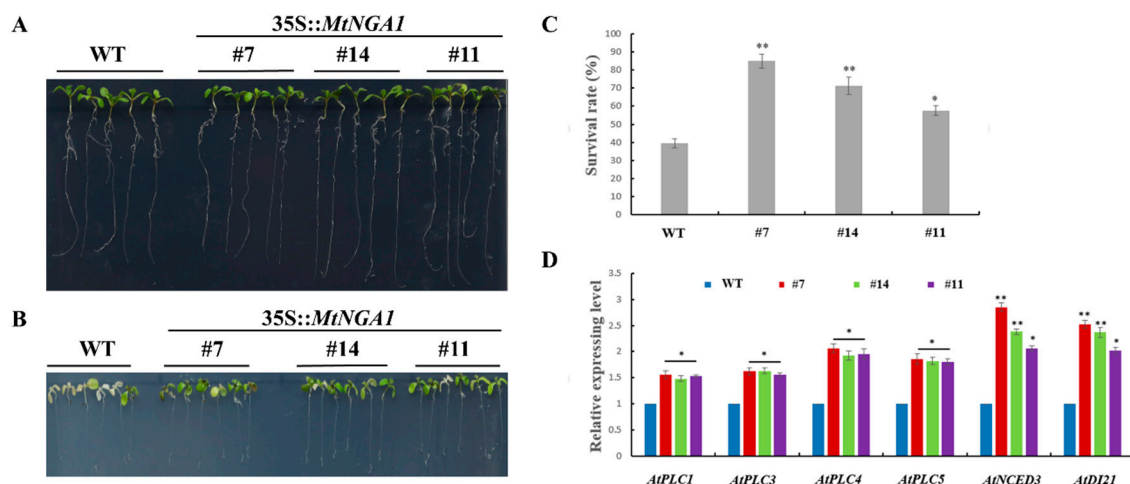 A
35S::MtNGA1
WT #7 #14 #11
B
35S::MtNGA1
WT #7 #14 #11
C
Survival rate (%)
100
90
80
70
60
50
40
30
20
10
0
**
**
*
WT #7 #14 #11
D
Relative expressing level
WT #7 #14 #11
3.5
3
2.5
2
1.5
1
0.5
0
* * * * ** ** * ** ** *
AtPLC1 AtPLC3 AtPLC4 AtPLC5 AtNCED3 AtDI21